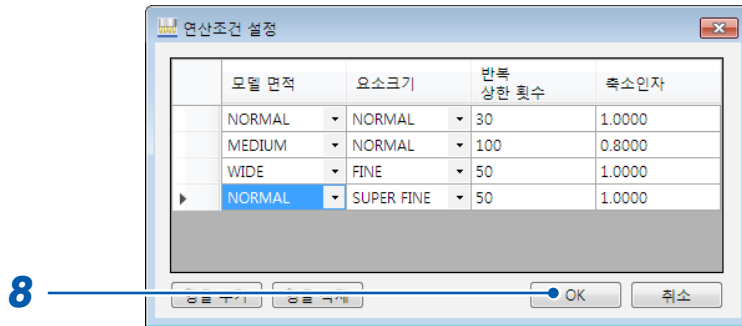 연산조건 설정
모델 면적 요소크기 반복 상한 횟수 축소인자
NORMAL NORMAL 30 1.0000
MEDIUM NORMAL 100 0.8000
WIDE FINE 50 1.0000
NORMAL SUPER FINE 50 1.0000
8 OK 취소